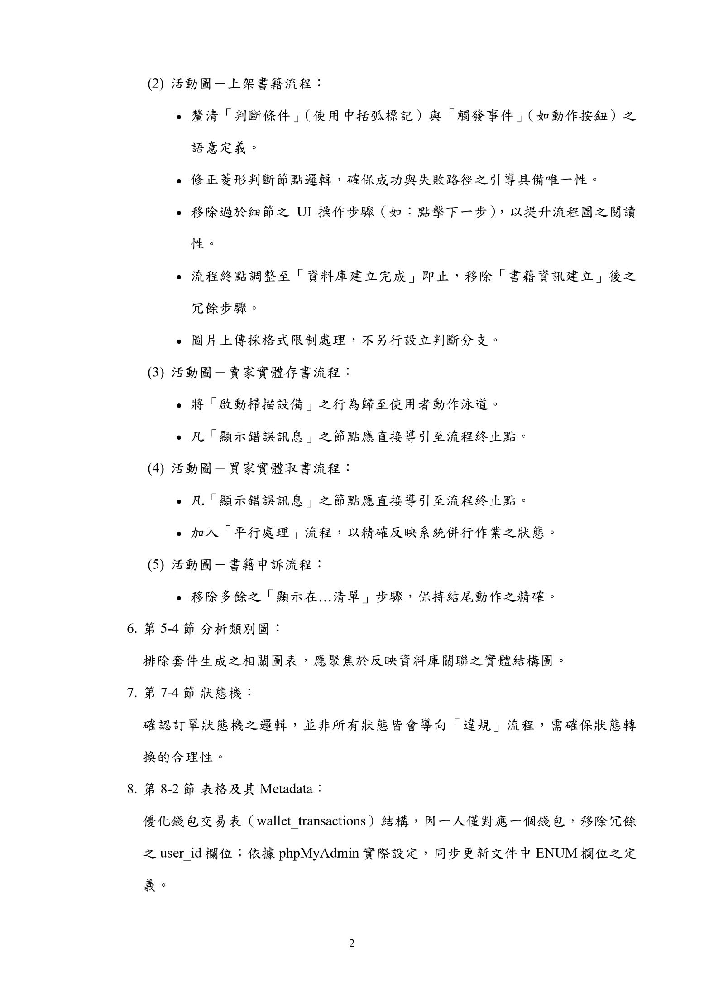 (2) 活動圖－上架書籍流程：
• 釐清「判斷條件」（使用中括弧標記）與「觸發事件」（如動作按鈕）之
語意定義。
• 修正菱形判斷節點邏輯，確保成功與失敗路徑之引導具備唯一性。
• 移除過於細節之 UI 操作步驟（如：點擊下一步），以提升流程圖之閱讀
性。
• 流程終點調整至「資料庫建立完成」即止，移除「書籍資訊建立」後之
冗餘步驟。
• 圖片上傳採格式限制處理，不另行設立判斷分支。
(3) 活動圖－賣家實體存書流程：
• 將「啟動掃描設備」之行為歸至使用者動作泳道。
• 凡「顯示錯誤訊息」之節點應直接導引至流程終止點。
(4) 活動圖－買家實體取書流程：
• 凡「顯示錯誤訊息」之節點應直接導引至流程終止點。
• 加入「平行處理」流程，以精確反映系統併行作業之狀態。
(5) 活動圖－書籍申訴流程：
• 移除多餘之「顯示在…清單」步驟，保持結尾動作之精確。
6. 第 5-4 節 分析類別圖：
排除套件生成之相關圖表，應聚焦於反映資料庫關聯之實體結構圖。
7. 第 7-4 節 狀態機：
確認訂單狀態機之邏輯，並非所有狀態皆會導向「違規」流程，需確保狀態轉
換的合理性。
8. 第 8-2 節 表格及其 Metadata：
優化錢包交易表（wallet_transactions）結構，因一人僅對應一個錢包，移除冗餘
之 user_id 欄位；依據 phpMyAdmin 實際設定，同步更新文件中 ENUM 欄位之定
義。
2